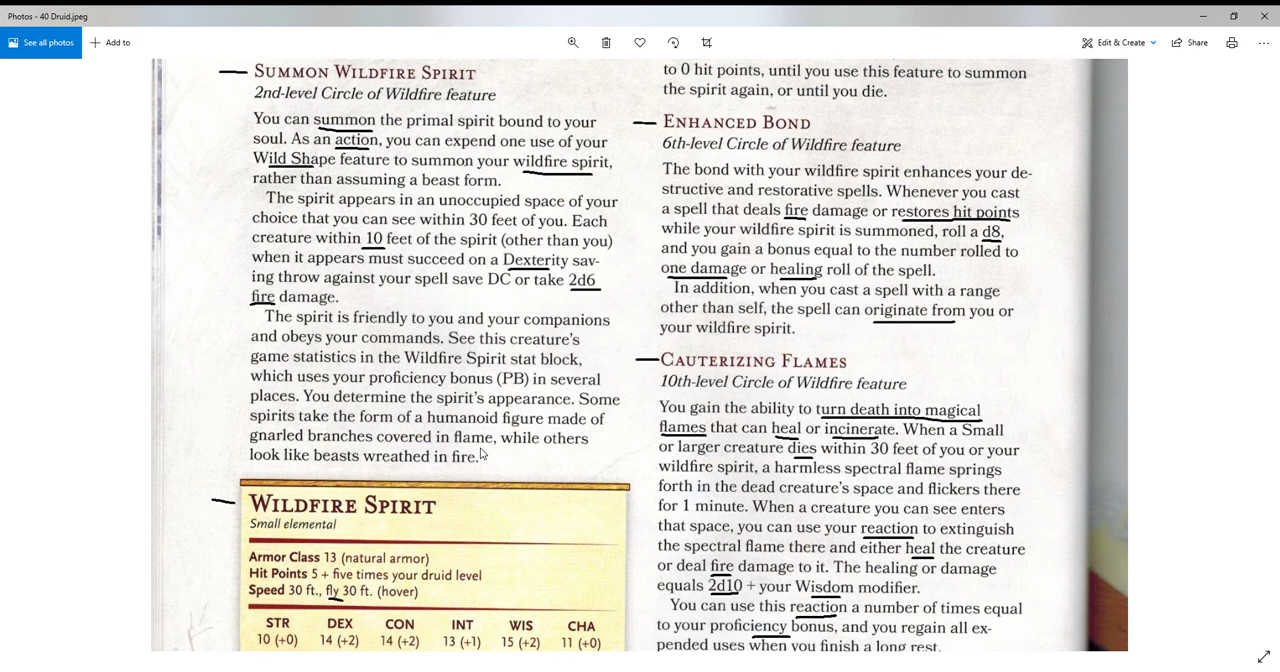 Photos - 40 Druid.jpeg
See all photos
Add to
Edit & Create
Share
SUMMON WILDFIRE SPIRIT
2nd-level Circle of Wildfire feature
You can summon the primal spirit bound to your
soul. As an action, you can expend one use of your
Wild Shape feature to summon your wildfire spirit,
rather than assuming a beast form.
The spirit appears in an unoccupied space of your
choice that you can see within 30 feet of you. Each
creature within 10 feet of the spirit (other than you)
when it appears must succeed on a Dexterity sav-
ing throw against your spell save DC or take 2d6
fire damage.
The spirit is friendly to you and your companions
and obeys your commands. See this creature's
game statistics in the Wildfire Spirit stat block,
which uses your proficiency bonus (PB) in several
places. You determine the spirit's appearance. Some
spirits take the form of a humanoid figure made of
gnarled branches covered in flame, while others
look like beasts wreathed in fire.
WILDFIRE SPIRIT
Small elemental
Armor Class 13 (natural armor)
Hit Points 5 + five times your druid level
Speed 30 ft., fly 30 ft. (hover)
STR DEX CON INT WIS CHA
10 (+0) 14 (+2) 14 (+2) 13 (+1) 15 (+2) 11 (+0)
to 0 hit points, until you use this feature to summon
the spirit again, or until you die.
ENHANCED BOND
6th-level Circle of Wildfire feature
The bond with your wildfire spirit enhances your de-
structive and restorative spells. Whenever you cast
a spell that deals fire damage or restores hit points
while your wildfire spirit is summoned, roll a d8,
and you gain a bonus equal to the number rolled to
one damage or healing roll of the spell.
In addition, when you cast a spell with a range
other than self, the spell can originate from you or
your wildfire spirit.
CAUTERIZING FLAMES
10th-level Circle of Wildfire feature
You gain the ability to turn death into magical
flames that can heal or incinerate. When a Small
or larger creature dies within 30 feet of you or your
wildfire spirit, a harmless spectral flame springs
forth in the dead creature's space and flickers there
for 1 minute. When a creature you can see enters
that space, you can use your reaction to extinguish
the spectral flame there and either heal the creature
or deal fire damage to it. The healing or damage
equals 2d10 + your Wisdom modifier.
You can use this reaction a number of times equal
to your proficiency bonus, and you regain all ex-
pended uses when you finish a long rest.